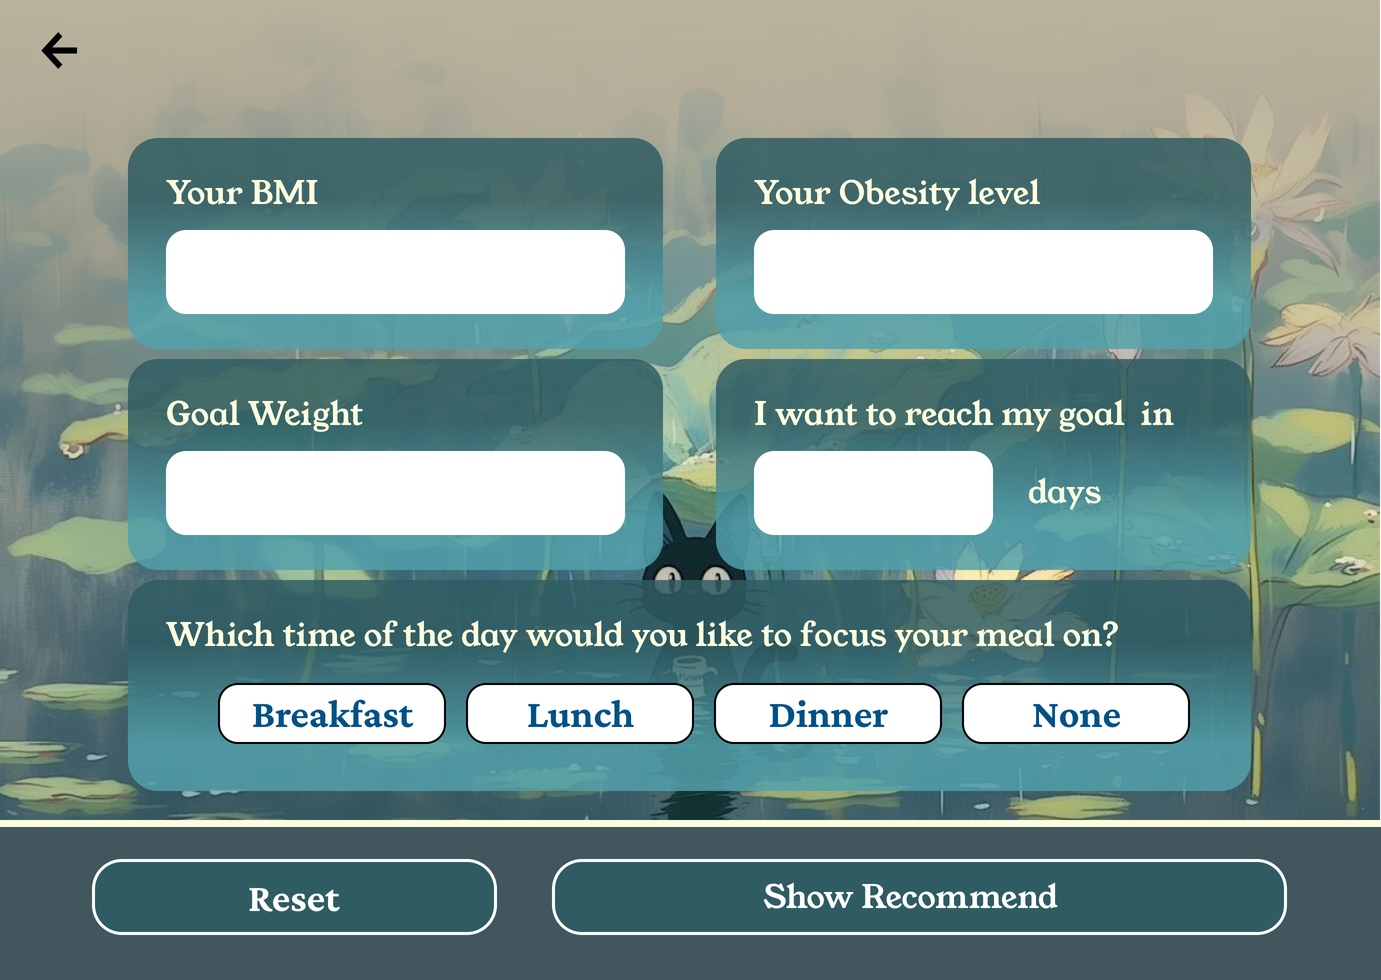 Your BMI
Your Obesity level
Goal Weight
I want to reach my goal in
days
Which time of the day would you like to focus your meal on?
Breakfast
Lunch
Dinner
None
Reset
Show Recommend